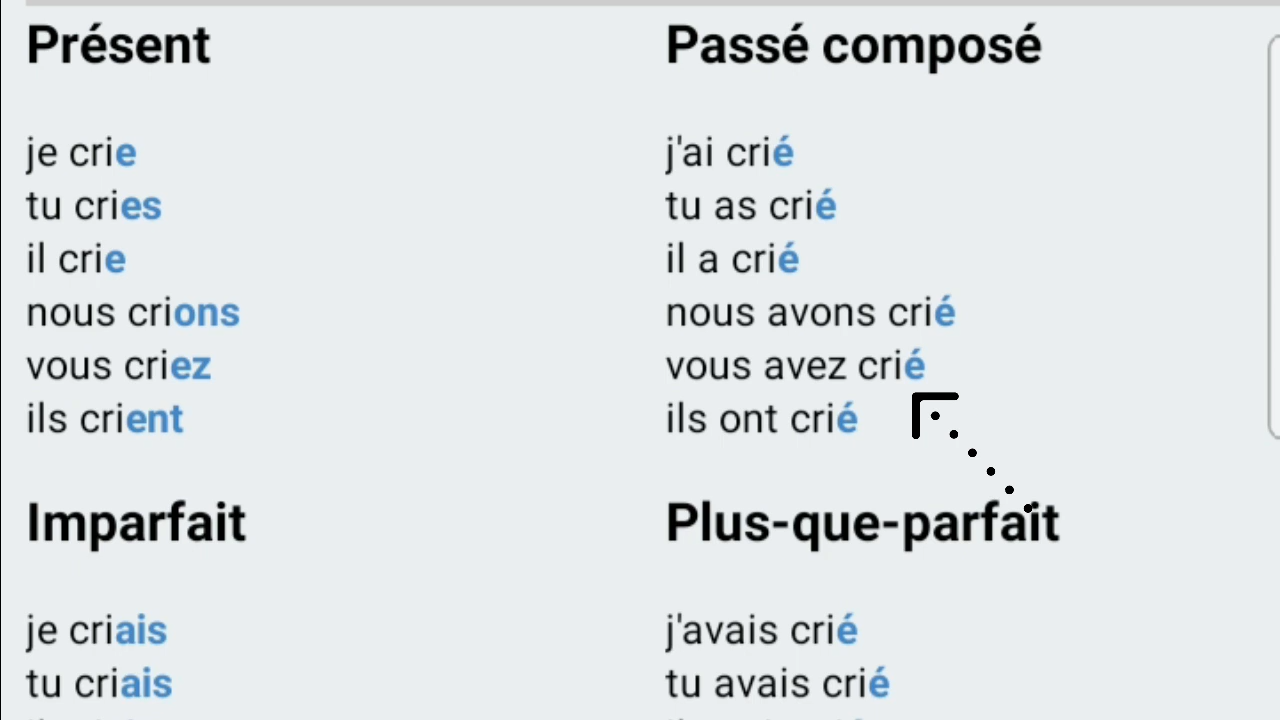 Présent
je crie
tu cries
il crie
nous crions
vous criez
ils crient
Passé composé
j'ai crié
tu as crié
il a crié
nous avons crié
vous avez crié
ils ont crié
Imparfait
je criais
tu criais
Plus-que-parfait
j'avais crié
tu avais crié